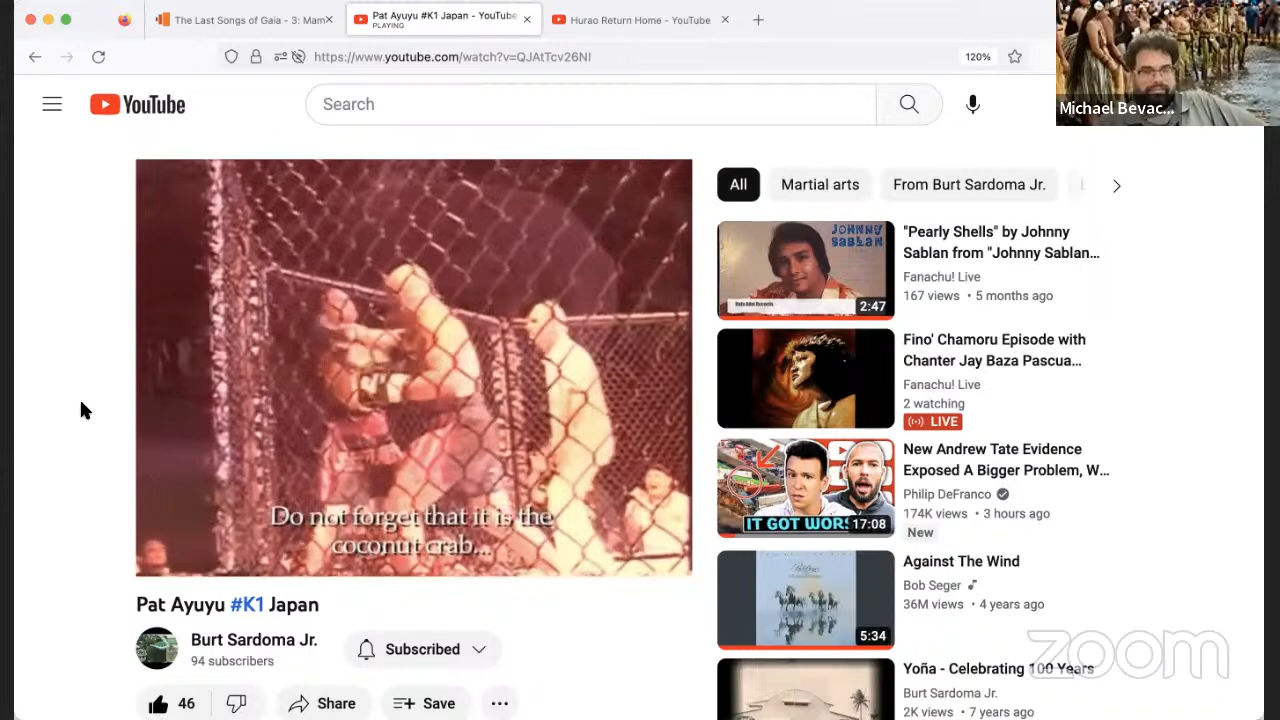 The Last Songs of Gaia - 3: Mam
Pat Ayuyu #K1 Japan - YouTube
PLAYING
Hurao Return Home - YouTube
https://www.youtube.com/watch?v=QJAtTcv26NI
120%
Michael Bevac...
YouTube
Search
All
Martial arts
From Burt Sardoma Jr.
JOHNNY
SABLAN
2:47
"Pearly Shells" by Johnny
Sablan from "Johnny Sablan...
Fanachu! Live
167 views • 5 months ago
Fino' Chamoru Episode with
Chanter Jay Baza Pascua...
Fanachu! Live
2 watching
LIVE
IT GOT WORS
17:08
New Andrew Tate Evidence
Exposed A Bigger Problem, W...
Philip DeFranco
174K views • 3 hours ago
New
Do not forget that it is the
coconut crab...
5:34
Against The Wind
Bob Seger
36M views • 4 years ago
Pat Ayuyu #K1 Japan
Burt Sardoma Jr.
94 subscribers
Subscribed
46
Share
Save
Yoña - Celebrating 100 Years
Burt Sardoma Jr.
2K views • 7 years ago
zoom